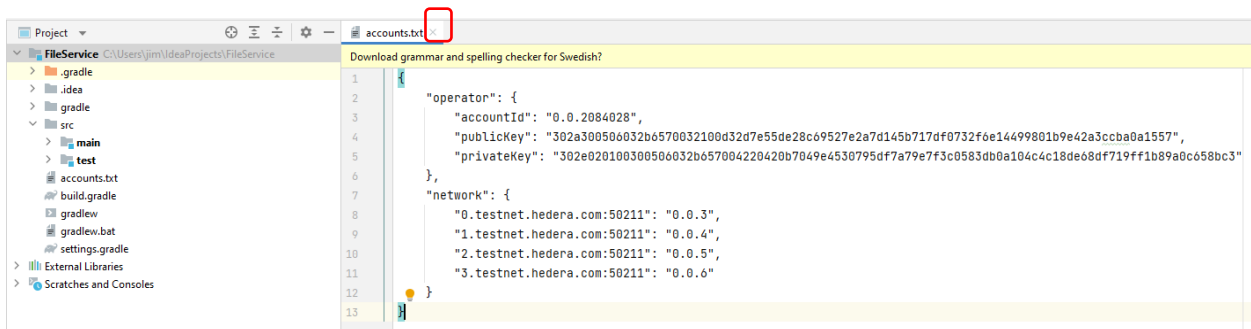 Project
FileService C:\Users\jim\IdeaProjects\FileService
.gradle
.idea
gradle
src
main
test
accounts.txt
build.gradle
gradlew
gradlew.bat
settings.gradle
External Libraries
Scratches and Consoles
accounts.txt
Download grammar and spelling checker for Swedish?
1 {
2 "operator": {
3 "accountId": "0.0.2084028",
4 "publicKey": "302a300506032b6570032100d32d7e55de28c69527e2a7d145b717df0732f6e14499801b9e42a3ccba0a1557",
5 "privateKey": "302e020100300506032b657004220420b7049e4530795df7a79e7f3c0583db0a104c4c18de68df719ff1b89a0c658bc3"
6 },
7 "network": {
8 "0.testnet.hedera.com:50211": "0.0.3",
9 "1.testnet.hedera.com:50211": "0.0.4",
10 "2.testnet.hedera.com:50211": "0.0.5",
11 "3.testnet.hedera.com:50211": "0.0.6"
12 }
13 }